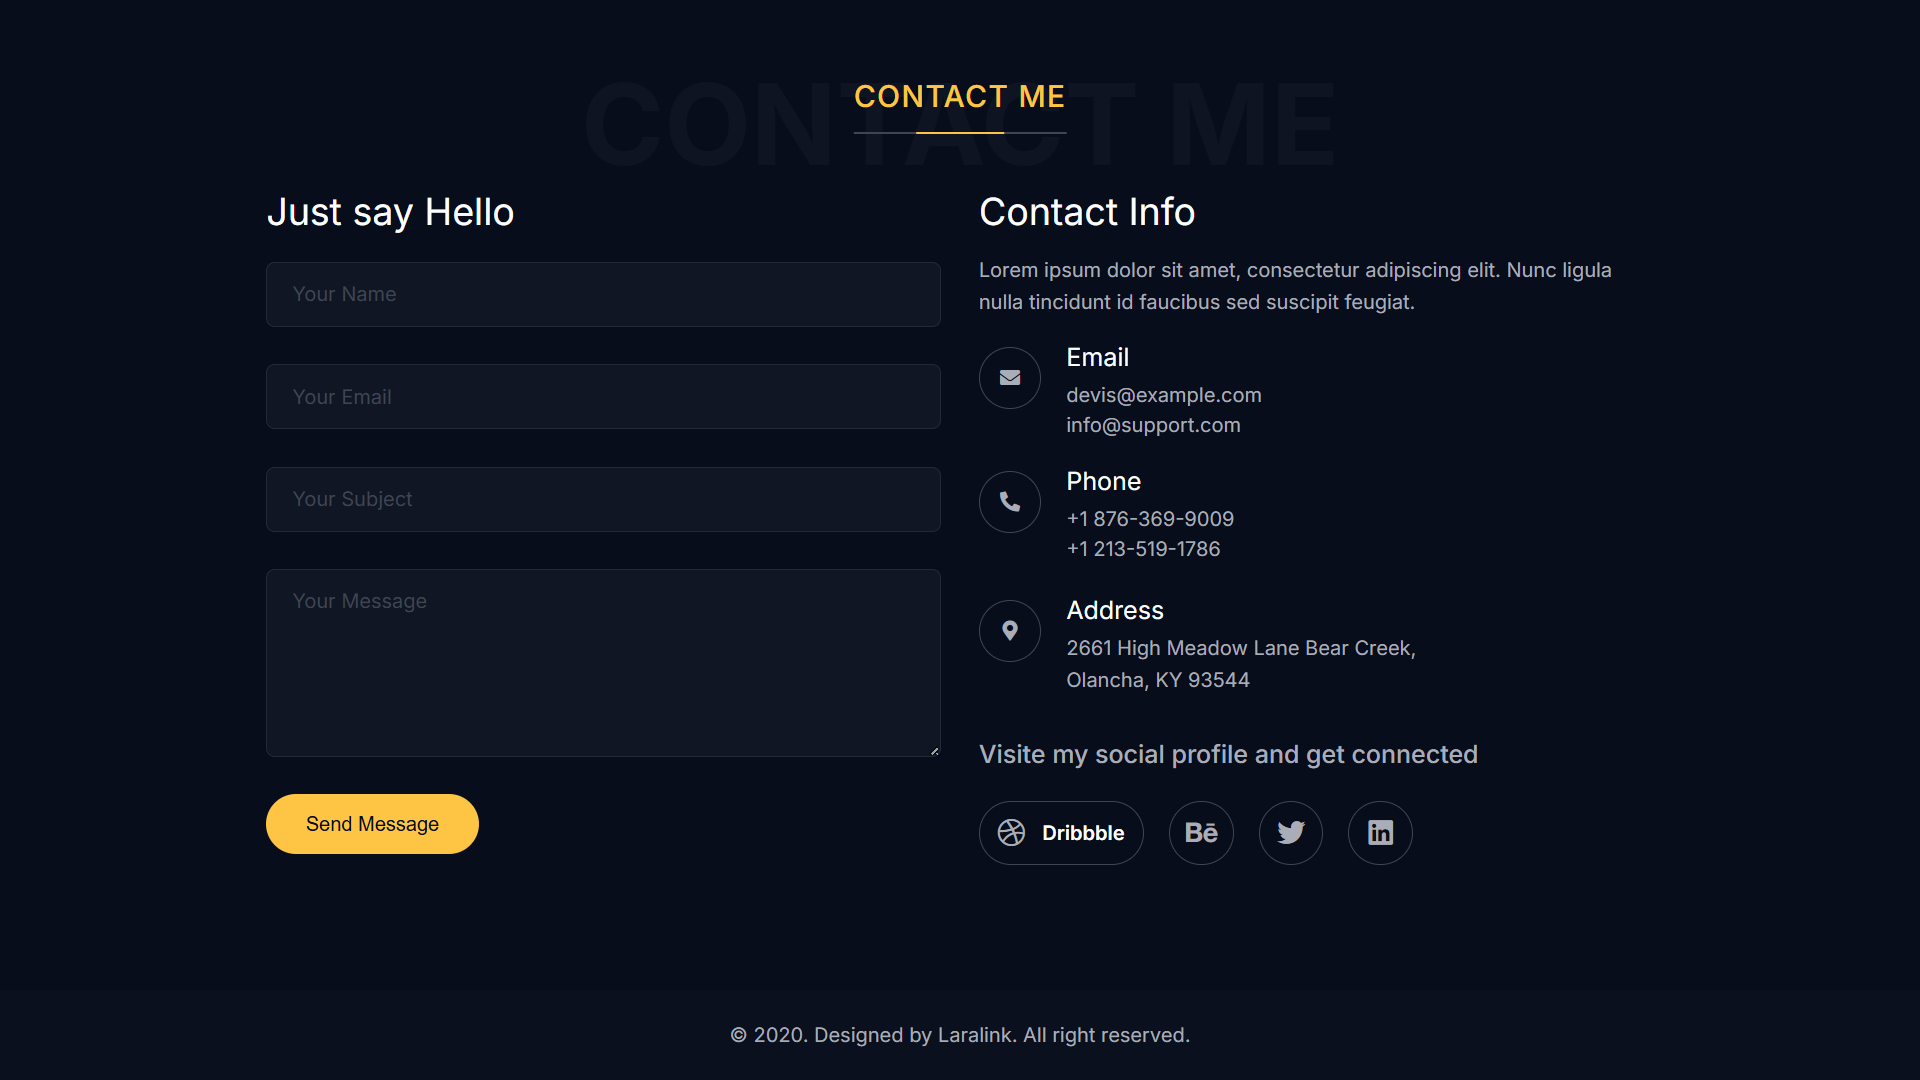 CONTACT ME
CONTACT ME
Just say Hello
Your Name
Your Email
Your Subject
Your Message
Send Message
Contact Info
Lorem ipsum dolor sit amet, consectetur adipiscing elit. Nunc ligula
nulla tincidunt id faucibus sed suscipit feugiat.
Email
devis@example.com
info@support.com
Phone
+1 876-369-9009
+1 213-519-1786
Address
2661 High Meadow Lane Bear Creek,
Olancha, KY 93544
Visite my social profile and get connected
Dribbble
Bē
in
© 2020. Designed by Laralink. All right reserved.